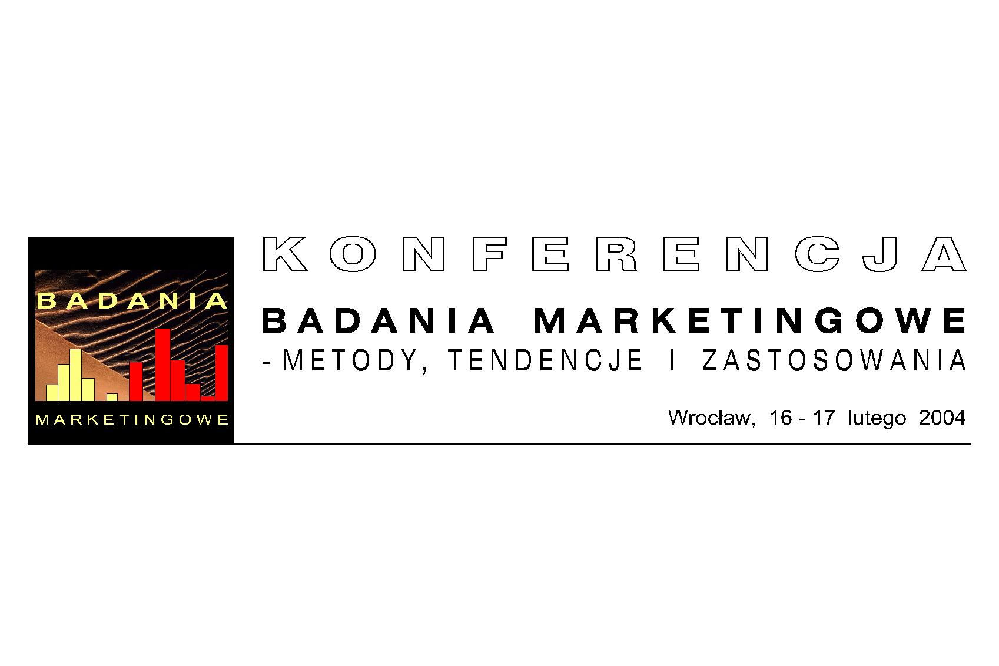 BADANIA
MARKETINGOWE
KONFERENCJA
BADANIA MARKETINGOWE
- METODY, TENDENCJE I ZASTOSOWANIA
Wrocław, 16 - 17 lutego 2004